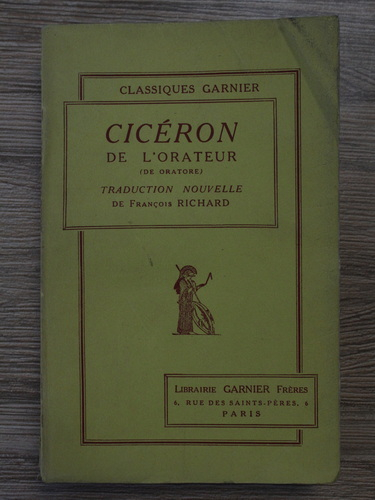 CLASSIQUES GARNIER
CICÉRON
DE L'ORATEUR
(DE ORATORE)
TRADUCTION NOUVELLE
DE FRANÇOIS RICHARD
LIBRAIRIE GARNIER FRÈRES
6, RUE DES SAINTS-PÈRES, 6
PARIS